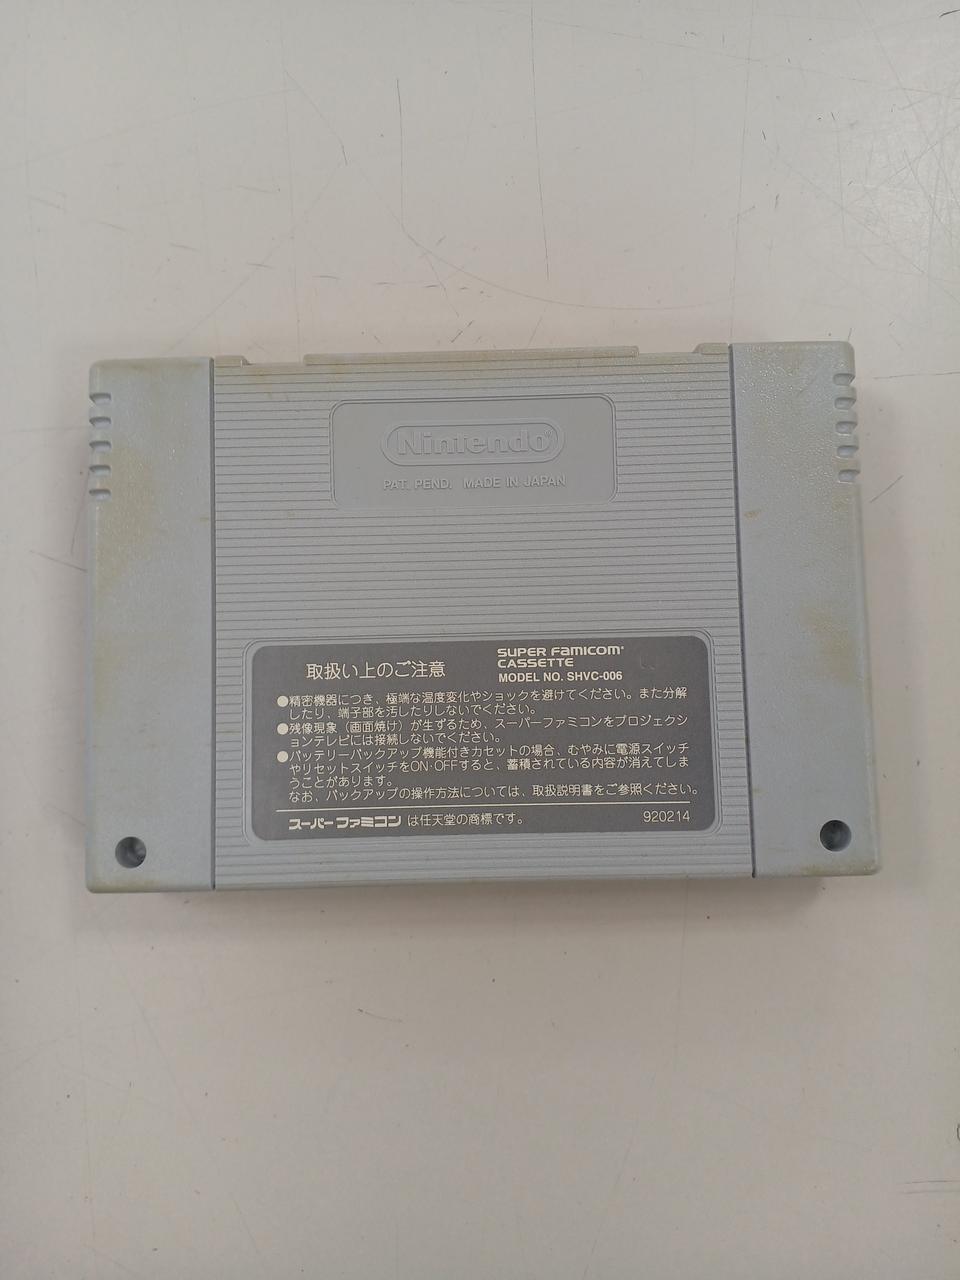 Nintendo®
PAT. PEND. MADE IN JAPAN
取扱い上のご注意
SUPER FAMICOM®
CASSETTE
MODEL NO. SHVC-006
●精密機器につき、極端な温度変化やショックを避けてください。また分解
したり、端子部を汚したりしないでください。
●残像現象（画面焼け）が生ずるため、スーパーファミコンをプロジェクシ
ョンテレビには接続しないでください。
●バッテリーバックアップ機能付きカセットの場合、むやみに電源スイッチ
やリセットスイッチをON・OFFすると、蓄積されている内容が消えてしま
うことがあります。
なお、バックアップの操作方法については、取扱説明書をご参照ください。
スーパーファミコン は任天堂の商標です。
920214